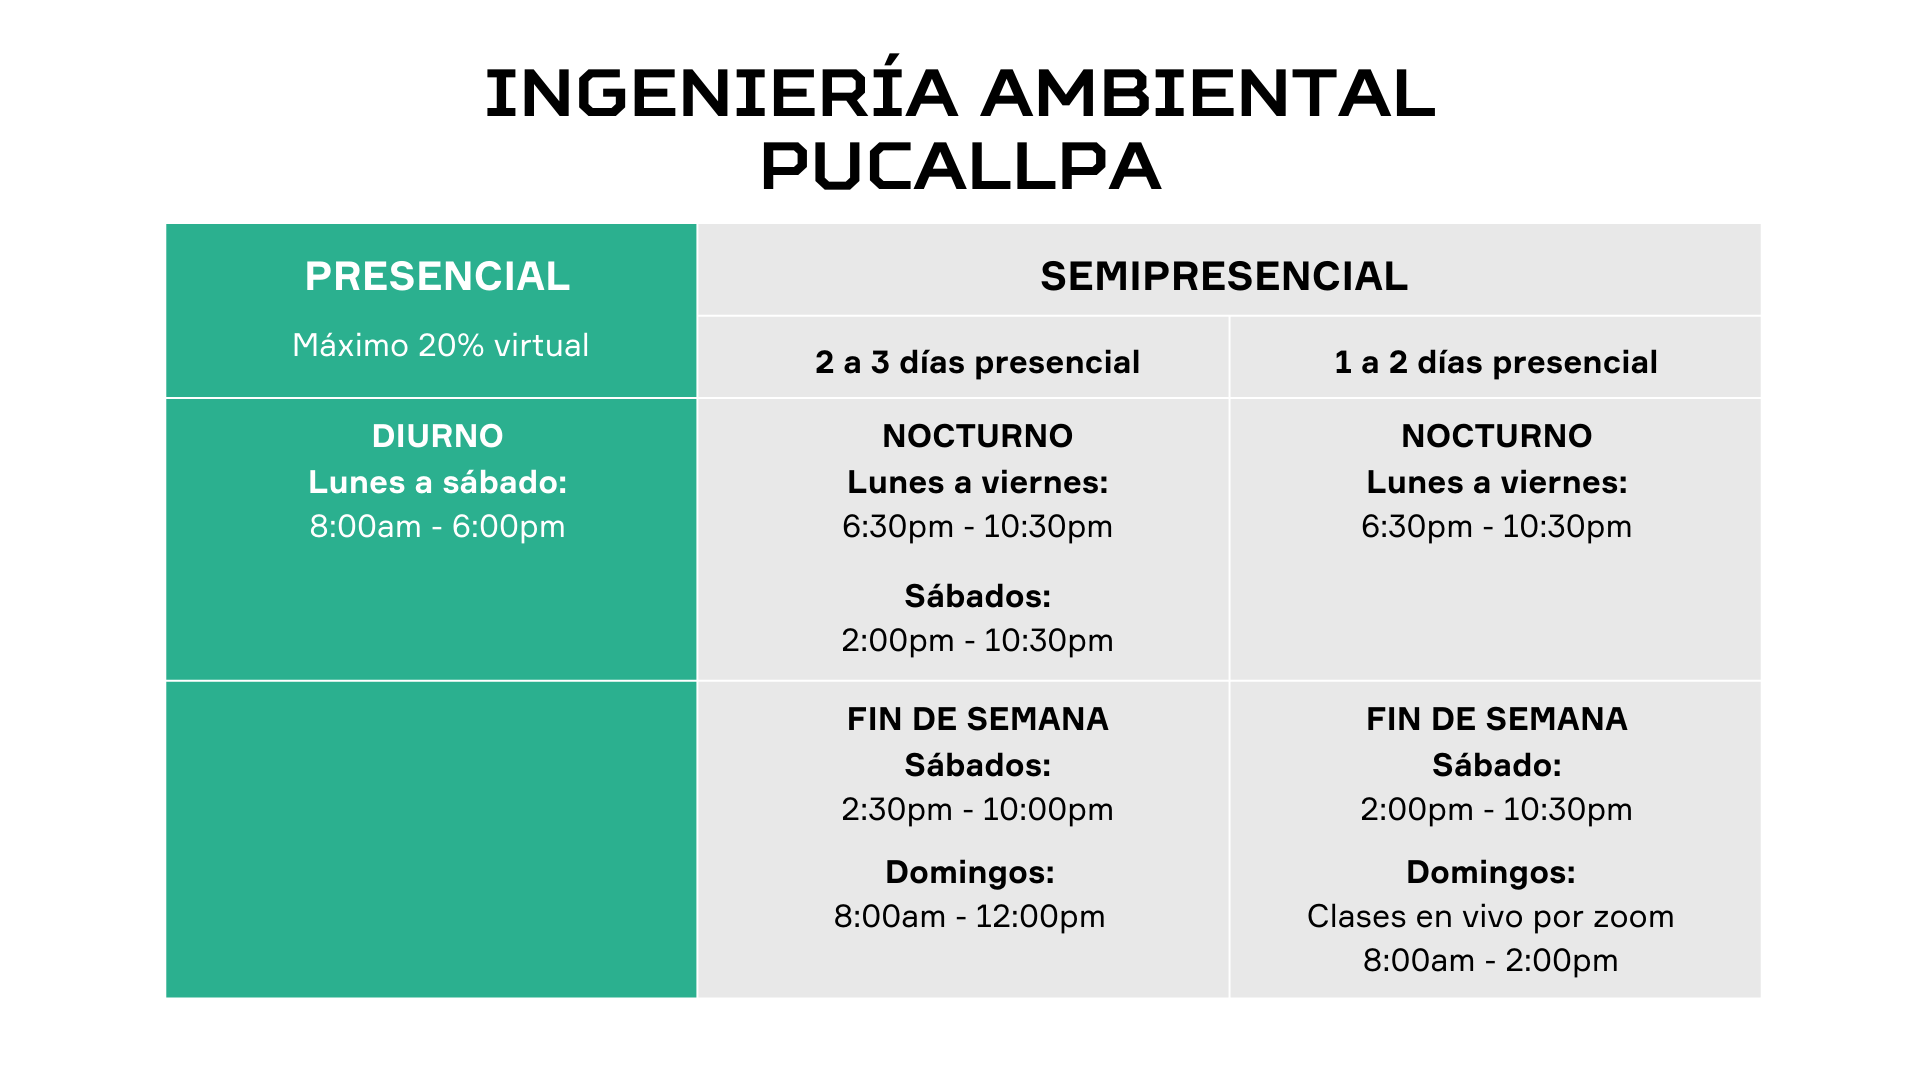 INGENIERÍA AMBIENTAL
PUCALLPA
PRESENCIAL
Máximo 20% virtual
SEMIPRESENCIAL
2 a 3 días presencial
1 a 2 días presencial
DIURNO
Lunes a sábado:
8:00am - 6:00pm
NOCTURNO
Lunes a viernes:
6:30pm - 10:30pm
Sábados:
2:00pm - 10:30pm
NOCTURNO
Lunes a viernes:
6:30pm - 10:30pm
FIN DE SEMANA
Sábados:
2:30pm - 10:00pm
Domingos:
8:00am - 12:00pm
FIN DE SEMANA
Sábado:
2:00pm - 10:30pm
Domingos:
Clases en vivo por zoom
8:00am - 2:00pm